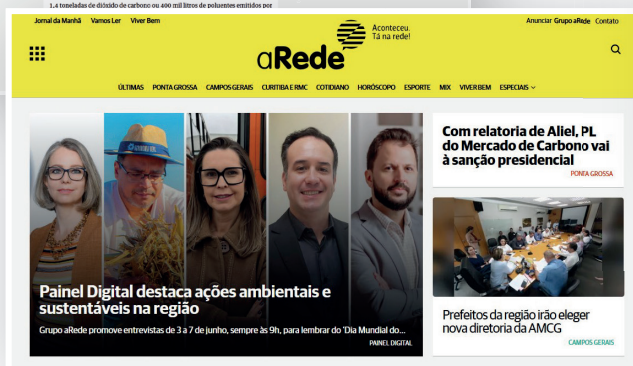 1,4 toneladas de dióxido de carbono ou 400 mil litros de poluentes emitidos por
Jornal da Manhã Vamos Ler Viver Bem
Anunciar Grupo aRede Contato
aRede
Aconteceu.
Tá na rede!
ÚLTIMAS PONTA GROSSA CAMPOS GERAIS CURITIBA E RMC COTIDIANO HORÓSCOPO ESPORTE MIX VIVER BEM ESPECIAIS
Painel Digital destaca ações ambientais e
sustentáveis na região
Grupo aRede promove entrevistas de 3 a 7 de junho, sempre às 9h, para lembrar do 'Dia Mundial do...
PAINEL DIGITAL
Com relatoria de Aliel, PL
do Mercado de Carbono vai
à sanção presidencial
PONTA GROSSA
Prefeitos da região irão eleger
nova diretoria da AMCG
CAMPOS GERAIS